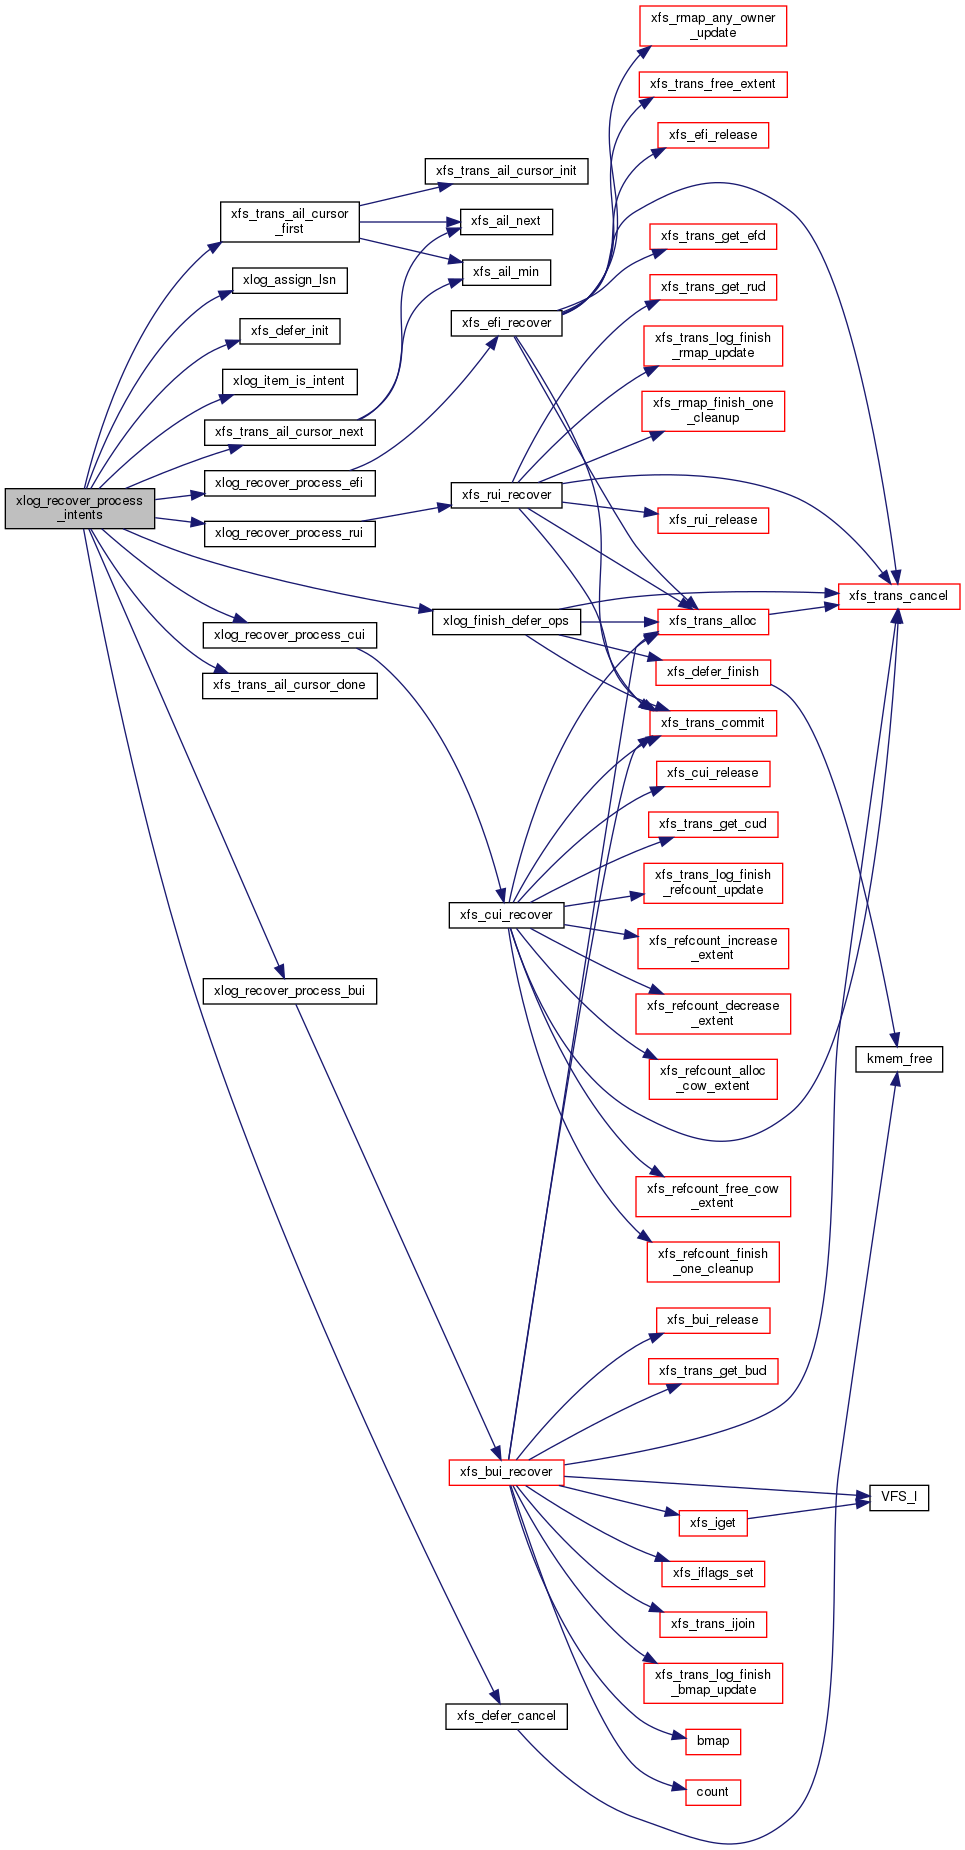 xfs_rmap_any_owner
_update
xfs_trans_free_extent
xfs_efi_release
xfs_trans_ail_cursor_init
xfs_trans_ail_cursor
_first
xfs_ail_next
xfs_trans_get_efd
xfs_ail_min
xlog_assign_lsn
xfs_trans_get_rud
xfs_efi_recover
xfs_defer_init
xfs_trans_log_finish
_rmap_update
xlog_item_is_intent
xfs_rmap_finish_one
_cleanup
xfs_trans_ail_cursor_next
xlog_recover_process_efi
xfs_rui_recover
xlog_recover_process
_intents
xfs_rui_release
xlog_recover_process_rui
xfs_trans_cancel
xlog_finish_defer_ops
xfs_trans_alloc
xlog_recover_process_cui
xfs_defer_finish
xfs_trans_ail_cursor_done
xfs_trans_commit
xfs_cui_release
xfs_trans_get_cud
xfs_trans_log_finish
_refcount_update
xfs_cui_recover
xfs_refcount_increase
_extent
xlog_recover_process_bui
xfs_refcount_decrease
_extent
kmem_free
xfs_refcount_alloc
_cow_extent
xfs_refcount_free_cow
_extent
xfs_refcount_finish
_one_cleanup
xfs_bui_release
xfs_trans_get_bud
xfs_bui_recover
VFS_I
xfs_iget
xfs_iflags_set
xfs_trans_ijoin
xfs_trans_log_finish
_bmap_update
xfs_defer_cancel
bmap
count